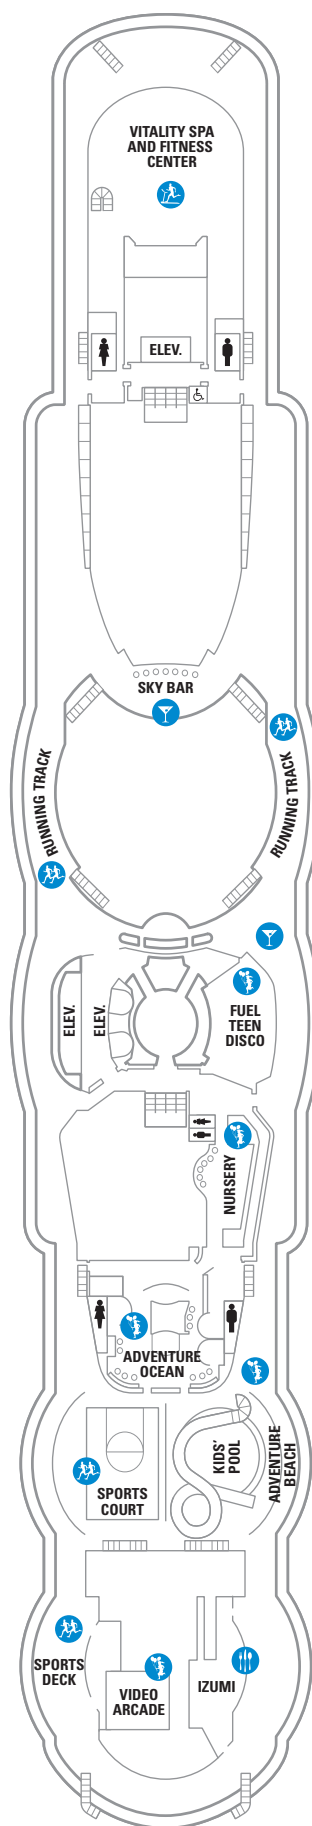 VITALITY SPA
AND FITNESS
CENTER
ELEV.
SKY BAR
RUNNING TRACK
RUNNING TRACK
ELEV.
ELEV.
FUEL
TEEN
DISCO
NURSERY
ADVENTURE
OCEAN
SPORTS
COURT
KIDS'
POOL
ADVENTURE
BEACH
SPORTS
DECK
VIDEO
ARCADE
IZUMI